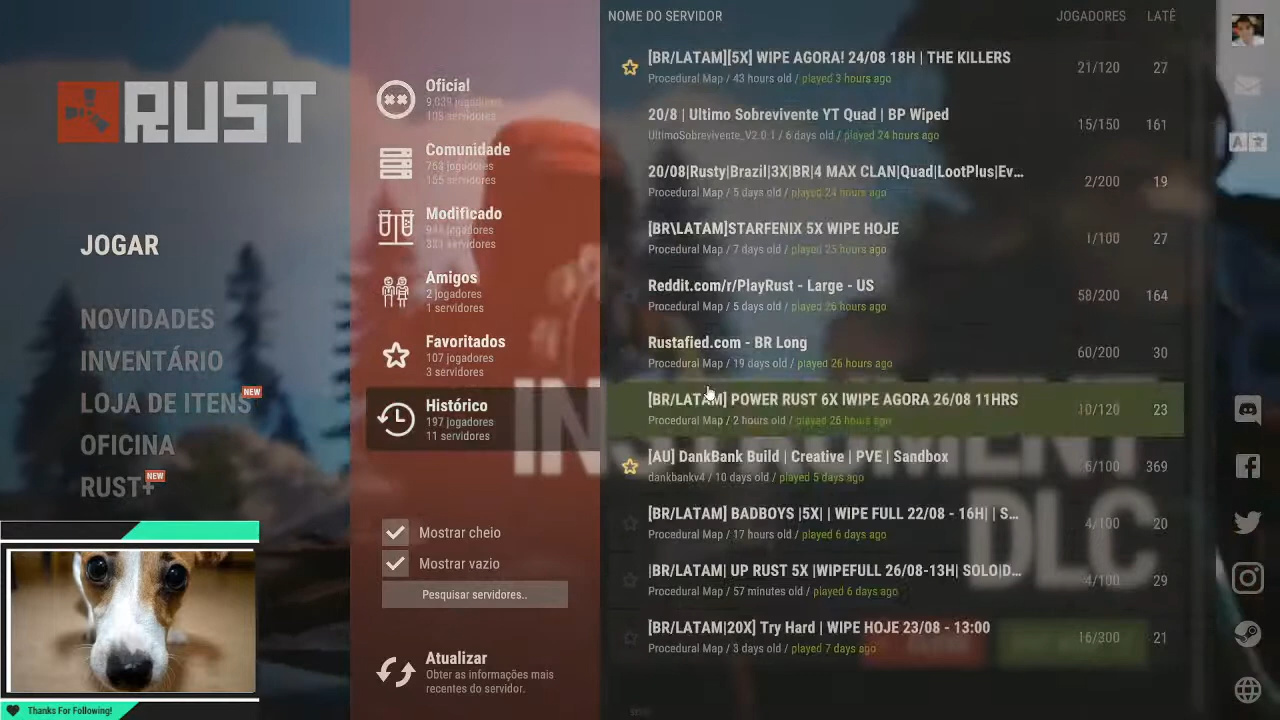 RUST
JOGAR
NOVIDADES
INVENTÁRIO
LOJA DE ITENS
NEW
OFICINA
RUST+
NEW
Thanks For Following!
Oficial
9.039 jogadores
105 servidores
Comunidade
jogadores
servidores
Modificado
jogadores
servidores
Amigos
2 jogadores
1 servidores
Favoritados
107 jogadores
3 servidores
Histórico
197 jogadores
11 servidores
Mostrar cheio
Mostrar vazio
Pesquisar servidores..
Atualizar
Obter as informações mais
recentes do servidor.
NOME DO SERVIDOR JOGADORES LATÊ
[BR/LATAM][5X] WIPE AGORA! 24/08 18H | THE KILLERS 21/120 27
Procedural Map / 43 hours old / played 3 hours ago
20/8 | Ultimo Sobrevivente YT Quad | BP Wiped 15/150 161
UltimoSobrevivente_V2.0 1 / 6 days old / played 24 hours ago
20/08|Rusty|Brazil|3X|BR|4 MAX CLAN|Quad|LootPlus|Ev... 2/200 19
Procedural Map / 5 days old / played 24 hours ago
[BR\LATAM]STARFENIX 5X WIPE HOJE 1/100 27
Procedural Map / 7 days old / played 25 hours ago
Reddit.com/r/PlayRust - Large - US 58/200 164
Procedural Map / 5 days old / played 26 hours ago
Rustafied.com - BR Long 60/200 30
Procedural Map / 19 days old / played 26 hours ago
[BR/LATAM] POWER RUST 6X |WIPE AGORA 26/08 11HRS 10/120 23
Procedural Map / 2 hours old / played 26 hours ago
[AU] DankBank Build | Creative | PVE | Sandbox 6/100 369
dankbankv4 / 10 days old / played 5 days ago
[BR/LATAM] BADBOYS |5X| | WIPE FULL 22/08 - 16H| | S... 4/100 20
Procedural Map / 17 hours old / played 6 days ago
|BR/LATAM| UP RUST 5X |WIPEFULL 26/08-13H| SOLO|D... 4/100 29
Procedural Map / 57 minutes old / played 6 days ago
[BR/LATAM|20X] Try Hard | WIPE HOJE 23/08 - 13:00 16/300 21
Procedural Map / 3 days old / played 7 days ago
DLC